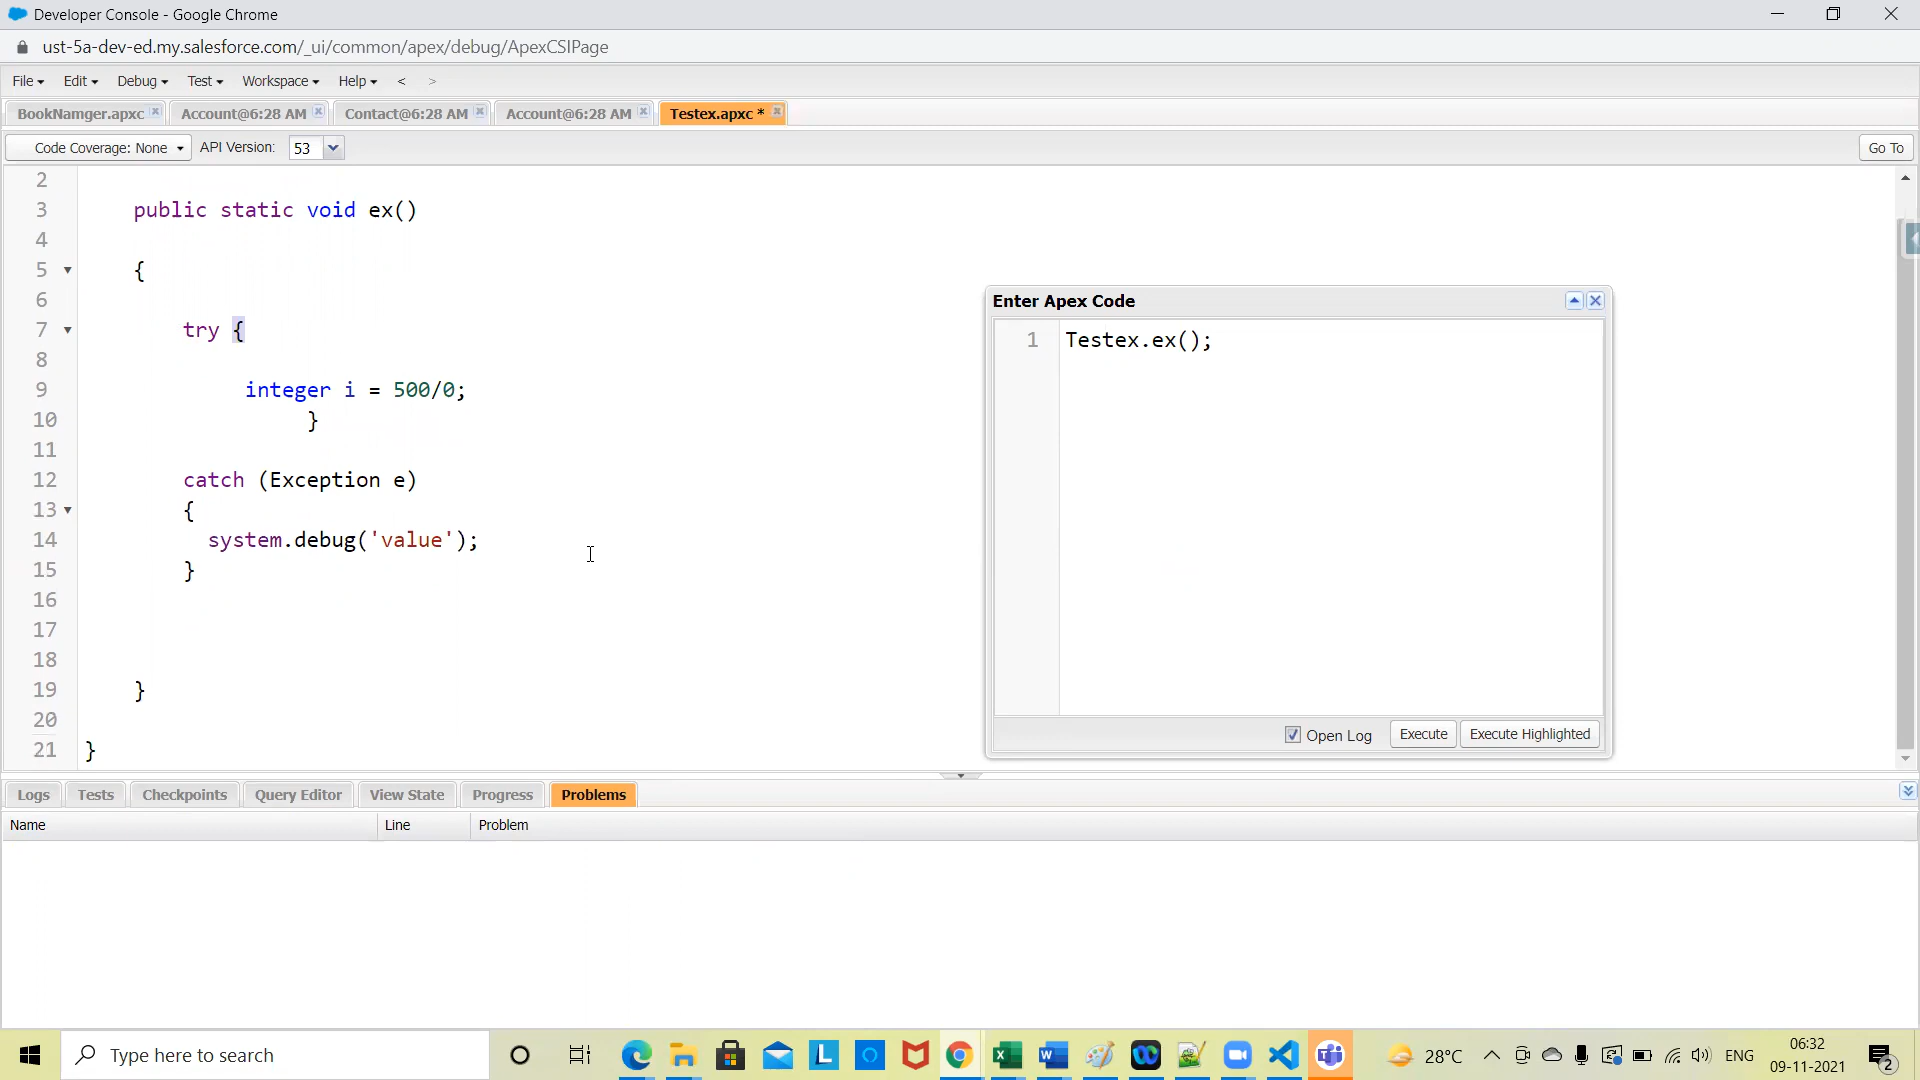 Developer Console - Google Chrome
ust-5a-dev-ed.my.salesforce.com/_ui/common/apex/debug/ApexCSIPage
File Edit Debug Test Workspace Help < >
BookNamger.apxc Account@6:28 AM Contact@6:28 AM Account@6:28 AM Testex.apxc *
Code Coverage: None API Version: 53 Go To
2
3 public static void ex()
4
5 {
6
7 try {
8
9 integer i = 500/0;
10 }
11
12 catch (Exception e)
13 {
14 system.debug('value');
15 }
16
17
18
19 }
20
21 }
Enter Apex Code
1 Testex.ex();
Open Log Execute Execute Highlighted
Logs Tests Checkpoints Query Editor View State Progress Problems
Name Line Problem
Type here to search
28°C ENG
06:32
09-11-2021
2